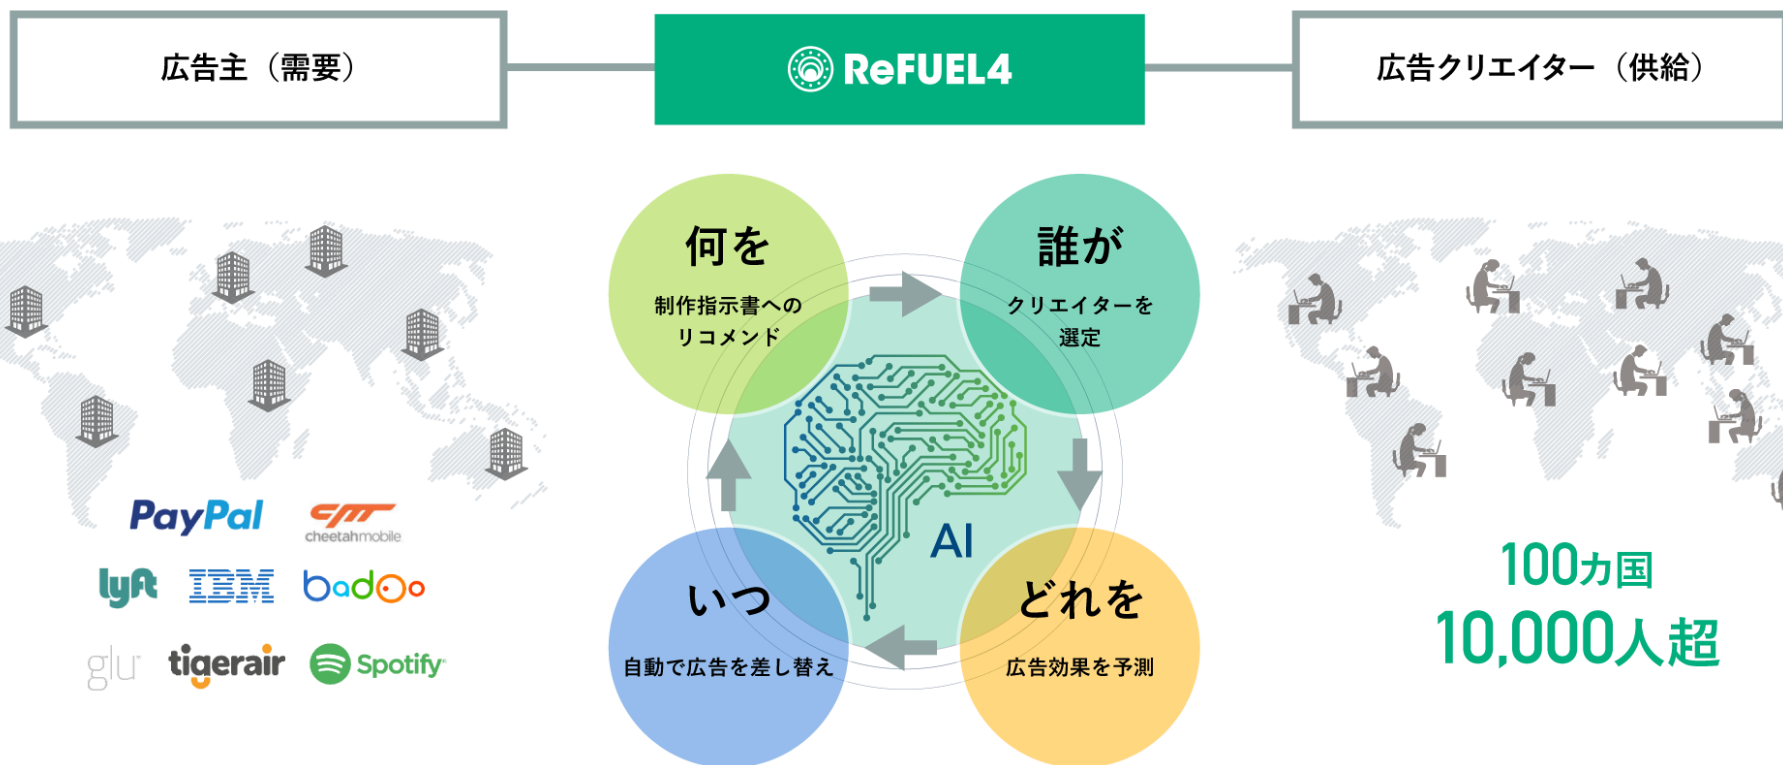 広告主（需要）
ReFUEL4
広告クリエイター（供給）
何を
制作指示書への
リコメンド
誰が
クリエイターを
選定
AI
いつ
自動で広告を差し替え
どれを
広告効果を予測
PayPal
cheetahmobile
lyft
IBM
badoo
glu
tigerair
Spotify
100カ国
10,000人超